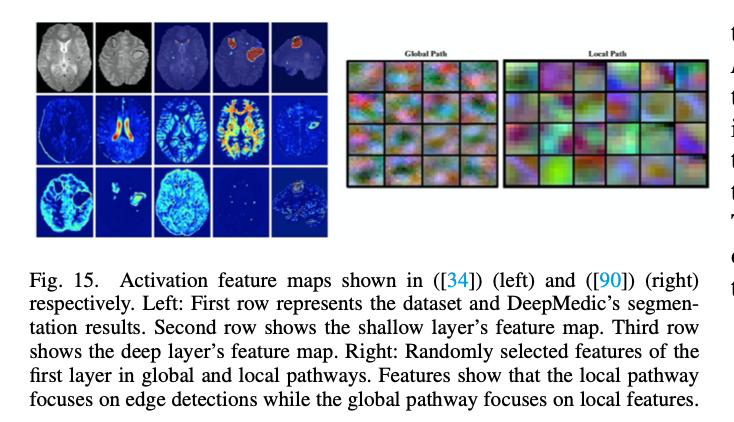 Global Path
Local Path
Fig. 15. Activation feature maps shown in ([34]) (left) and ([90]) (right)
respectively. Left: First row represents the dataset and DeepMedic's segmen-
tation results. Second row shows the shallow layer's feature map. Third row
shows the deep layer's feature map. Right: Randomly selected features of the
first layer in global and local pathways. Features show that the local pathway
focuses on edge detections while the global pathway focuses on local features.